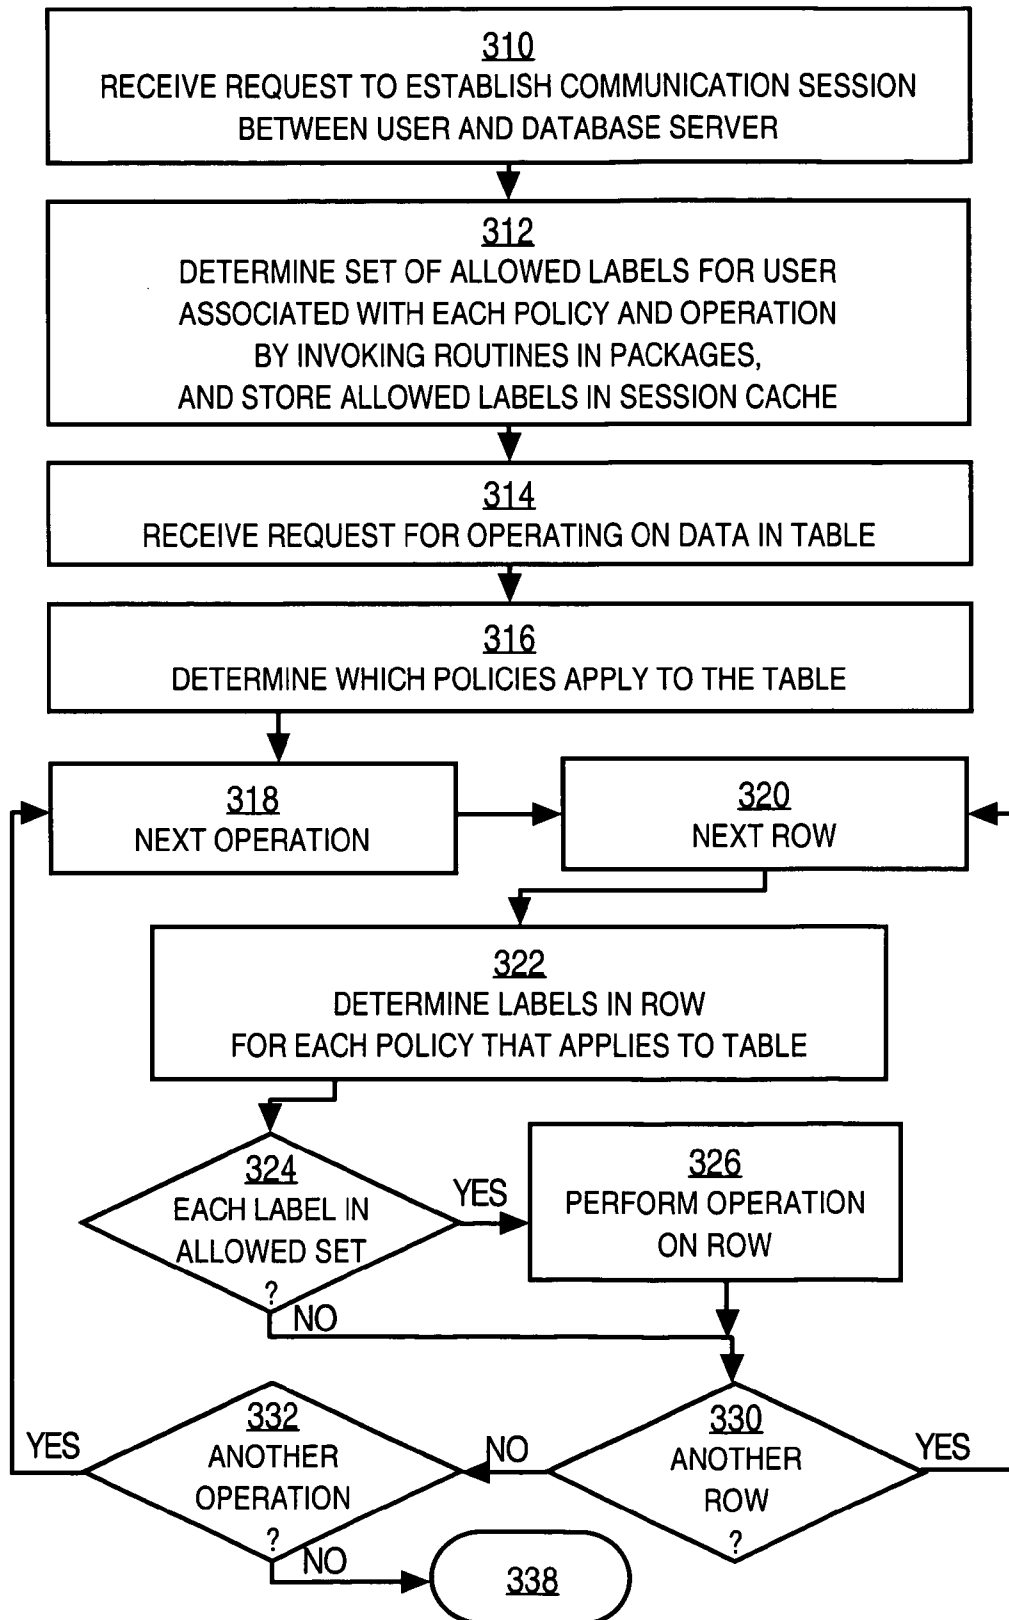 310
RECEIVE REQUEST TO ESTABLISH COMMUNICATION SESSION
BETWEEN USER AND DATABASE SERVER
312
DETERMINE SET OF ALLOWED LABELS FOR USER
ASSOCIATED WITH EACH POLICY AND OPERATION
BY INVOKING ROUTINES IN PACKAGES,
AND STORE ALLOWED LABELS IN SESSION CACHE
314
RECEIVE REQUEST FOR OPERATING ON DATA IN TABLE
316
DETERMINE WHICH POLICIES APPLY TO THE TABLE
318
NEXT OPERATION
320
NEXT ROW
322
DETERMINE LABELS IN ROW
FOR EACH POLICY THAT APPLIES TO TABLE
324
EACH LABEL IN
ALLOWED SET
?
YES
NO
326
PERFORM OPERATION
ON ROW
330
ANOTHER
ROW
?
YES
NO
332
ANOTHER
OPERATION
?
YES
NO
338